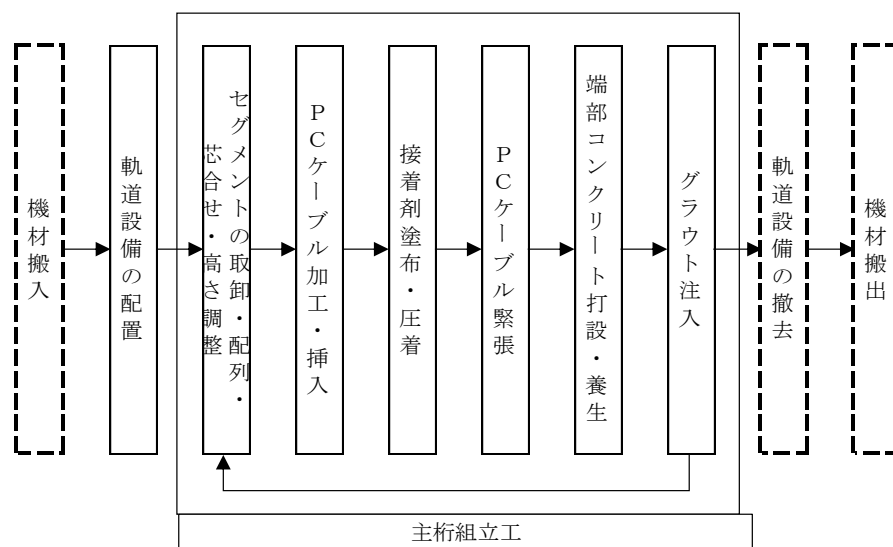 機材搬入
軌道設備の配置
セグメントの取卸・配列・
芯合せ・高さ調整
PCケーブル加工・挿入
接着剤塗布・圧着
PCケーブル緊張
端部コンクリート打設・養生
グラウト注入
軌道設備の撤去
機材搬出
主桁組立工